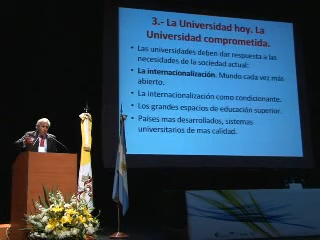 3.- La Universidad hoy. La
Universidad comprometida.
• Las universidades deben dar respuesta a las
necesidades de la sociedad actual:
• La internacionalización. Mundo cada vez más
abierto.
• La internacionalización como condicionante.
• Los grandes espacios de educación superior.
• Países mas desarrollados, sistemas
universitarios de mas calidad.